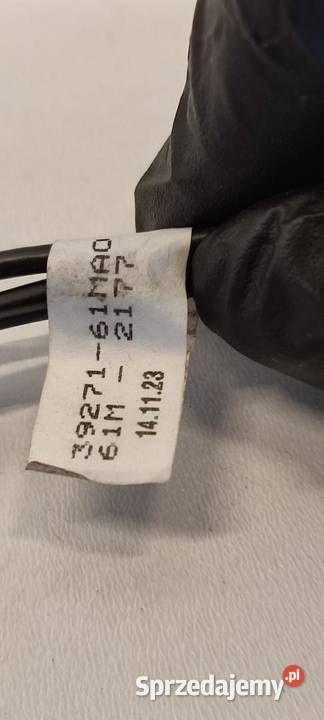 39271-61MA0
61M - 2177
14.11.23
Sprzedajemy.pl